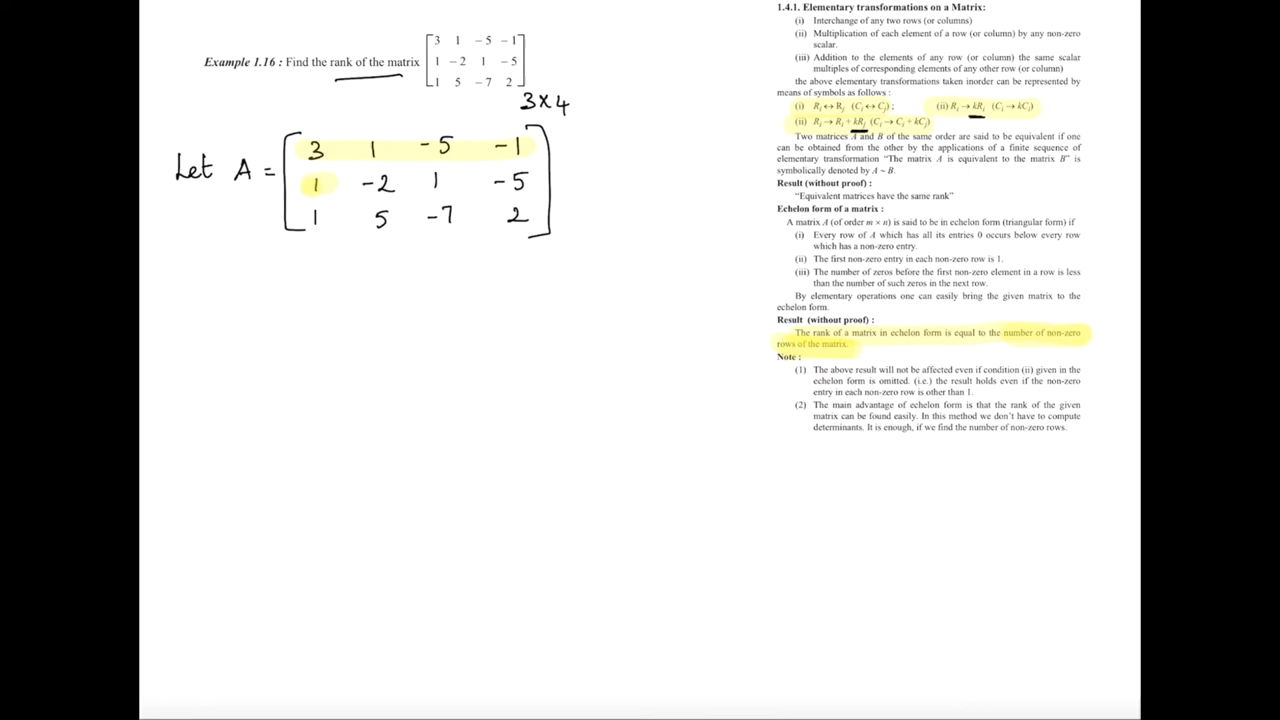 Example 1.16 : Find the rank of the matrix [3 1 − 5 − 1
1 − 2 1 − 5
1 5 − 7 2]
3 × 4
Let A = [3 1 - 5 - 1
1 - 2 1 - 5
1 5 - 7 2]
1.4.1. Elementary transformations on a Matrix:
(i) Interchange of any two rows (or columns)
(ii) Multiplication of each element of a row (or column) by any non-zero
scalar.
(iii) Addition to the elements of any row (or column) the same scalar
multiples of corresponding elements of any other row (or column)
the above elementary transformations taken inorder can be represented by
means of symbols as follows :
(i) Ri ↔ Rj (Ci ↔ Cj) ; (ii) Ri → kRi (Ci → kCi)
(ii) Ri → Ri + kRj (Ci → Ci + kCj)
Two matrices A and B of the same order are said to be equivalent if one
can be obtained from the other by the applications of a finite sequence of
elementary transformation “The matrix A is equivalent to the matrix B” is
symbolically denoted by A ~ B.
Result (without proof) :
“Equivalent matrices have the same rank”
Echelon form of a matrix :
A matrix A (of order m × n) is said to be in echelon form (triangular form) if
(i) Every row of A which has all its entries 0 occurs below every row
which has a non-zero entry.
(ii) The first non-zero entry in each non-zero row is 1.
(iii) The number of zeros before the first non-zero element in a row is less
than the number of such zeros in the next row.
By elementary operations one can easily bring the given matrix to the
echelon form.
Result (without proof) :
The rank of a matrix in echelon form is equal to the number of non-zero
rows of the matrix.
Note :
(1) The above result will not be affected even if condition (ii) given in the
echelon form is omitted. (i.e.) the result holds even if the non-zero
entry in each non-zero row is other than 1.
(2) The main advantage of echelon form is that the rank of the given
matrix can be found easily. In this method we don’t have to compute
determinants. It is enough, if we find the number of non-zero rows.